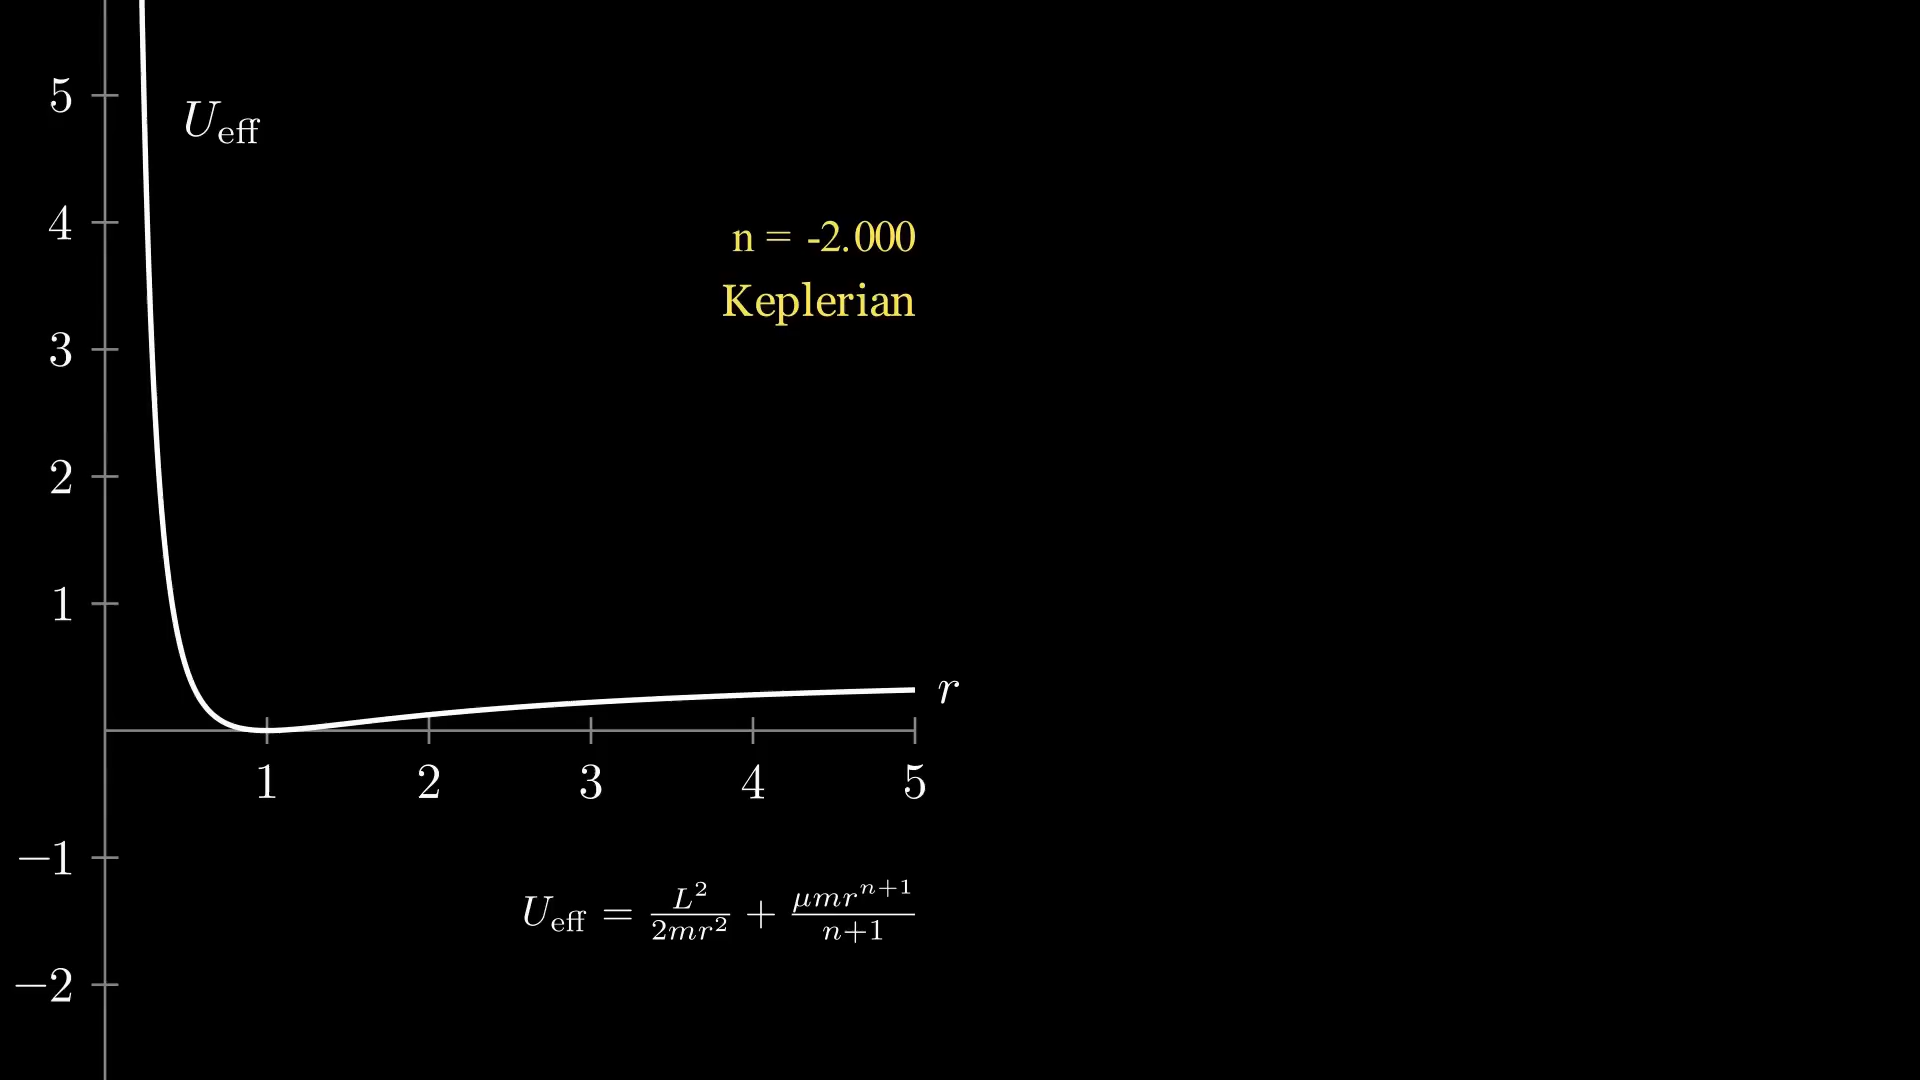 5
U_eff
4
n = -2.000
Keplerian
3
2
1
r
1 2 3 4 5
−1
U_eff = L^2/2mr^2 + μmr^{n+1}/n+1
−2